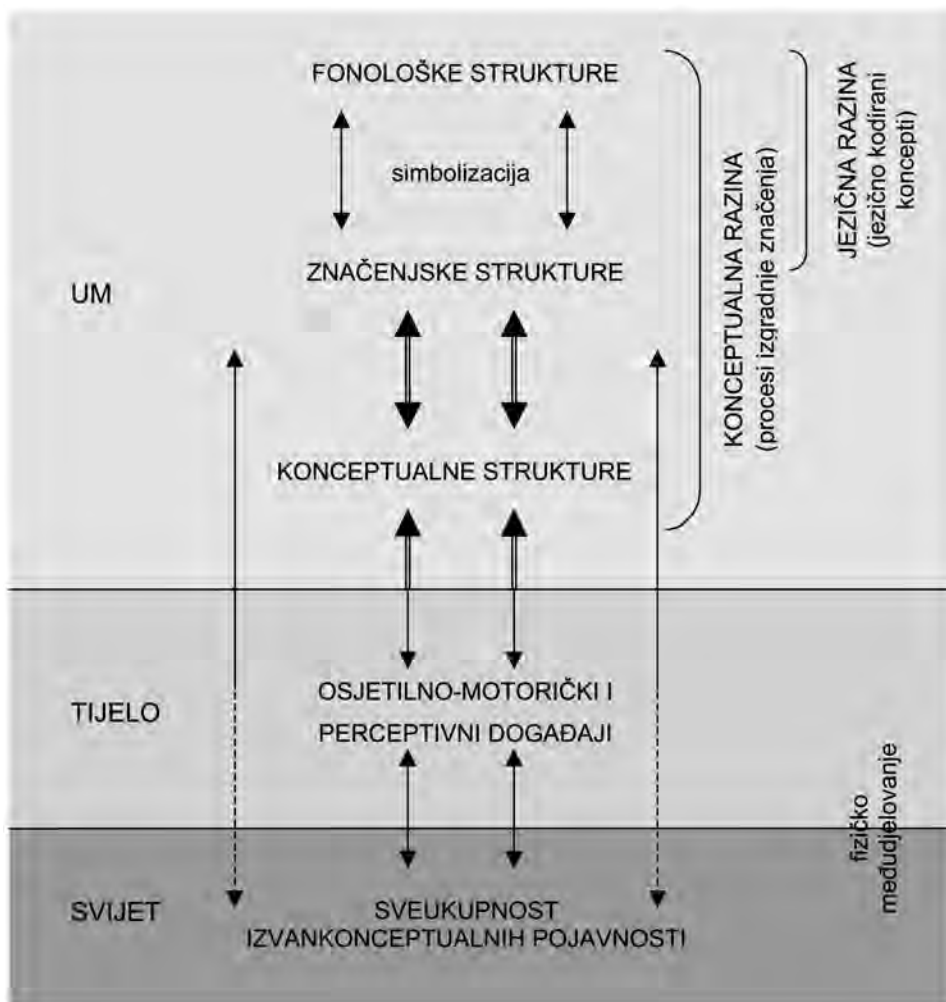 FONOLOŠKE STRUKTURE
simbolizacija
ZNAČENJSKE STRUKTURE
UM
KONCEPTUALNE STRUKTURE
KONCEPTUALNA RAZINA
(procesi izgradnje značenja)
JEZIČNA RAZINA
(jezično kodirani
koncepti)
TIJELO
OSJETILNO-MOTORIČKI I
PERCEPTIVNI DOGAĐAJI
fizičko
međudjelovanje
SVIJET
SVEUKUPNOST
IZVANKONCEPTUALNIH POJAVNOSTI